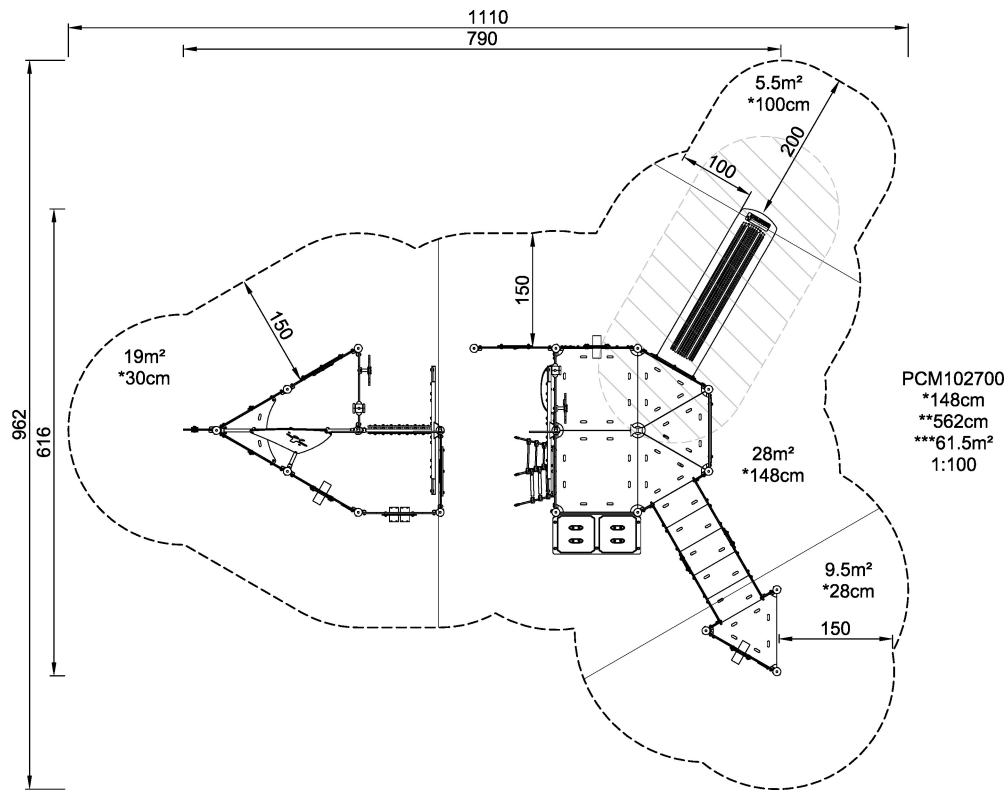 1110
790
5.5m²
*100cm
200
100
150
150
19m²
*30cm
962
616
PCM102700
*148cm
**562cm
***61.5m²
1:100
28m²
*148cm
9.5m²
*28cm
150